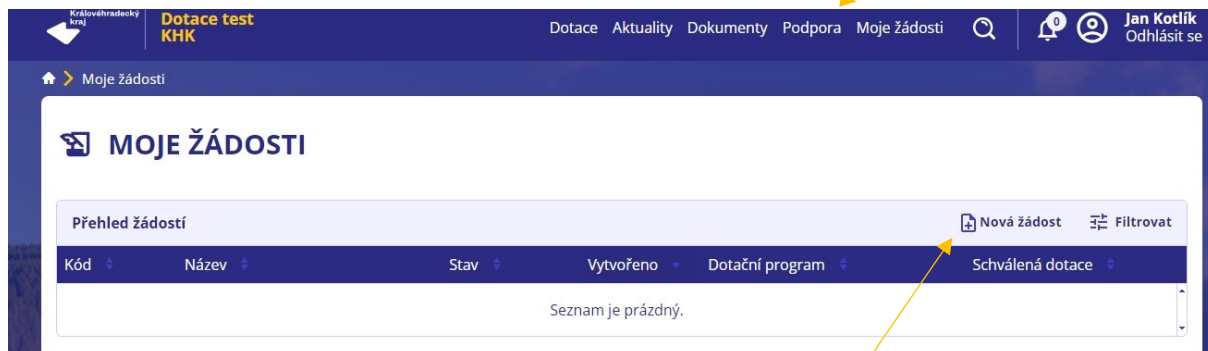 Královéhradecký
kraj
Dotace test
KHK
Dotace Aktuality Dokumenty Podpora Moje žádosti
0
Jan Kotlík
Odhlásit se
Moje žádosti
MOJE ŽÁDOSTI
Přehled žádostí
Nová žádost
Filtrovat
Kód Název Stav Vytvořeno Dotační program Schválená dotace
Seznam je prázdný.